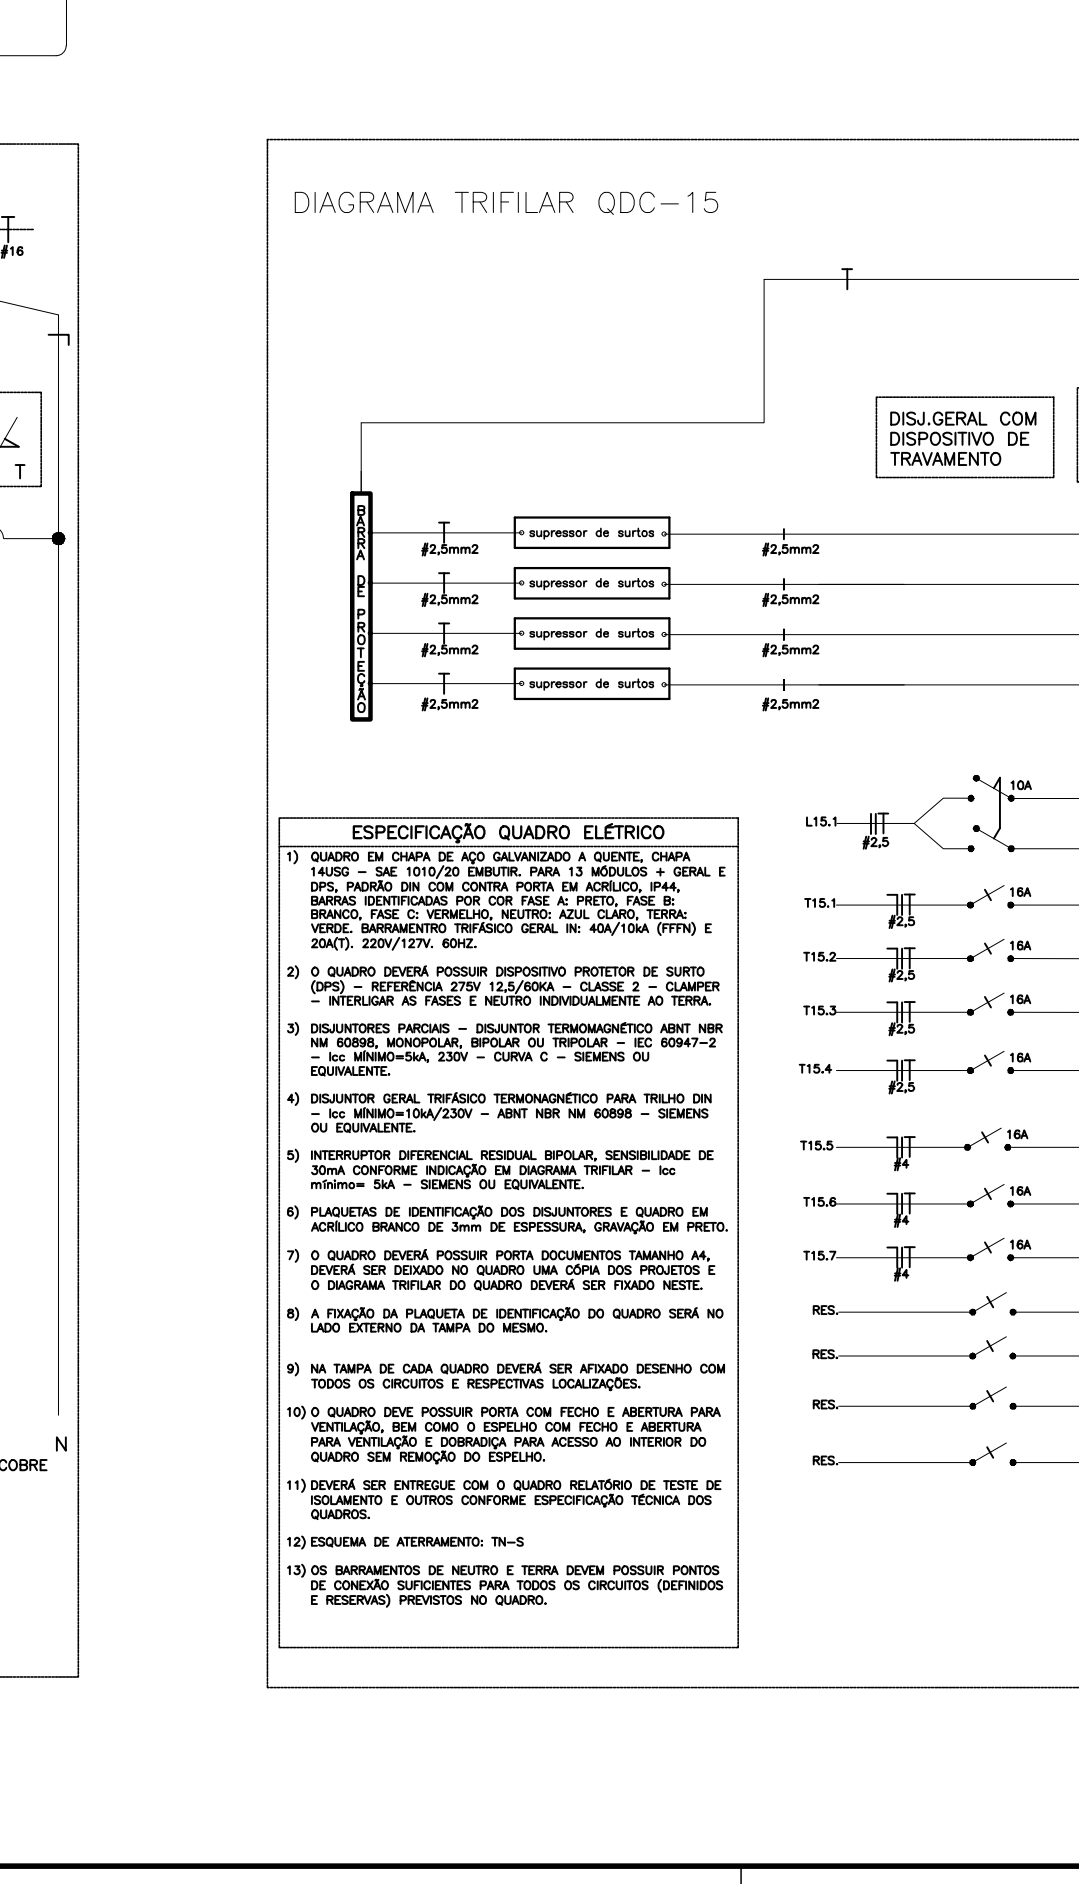 #16
T
N
COBRE
DIAGRAMA TRIFILAR QDC-15
DISJ.GERAL COM
DISPOSITIVO DE
TRAVAMENTO
BARRA DE PROTEÇÃO
#2,5mm2
supressor de surtos
#2,5mm2
#2,5mm2
supressor de surtos
#2,5mm2
#2,5mm2
supressor de surtos
#2,5mm2
#2,5mm2
supressor de surtos
#2,5mm2
ESPECIFICAÇÃO QUADRO ELÉTRICO
1) QUADRO EM CHAPA DE AÇO GALVANIZADO A QUENTE, CHAPA
14USG – SAE 1010/20 EMBUTIR. PARA 13 MÓDULOS + GERAL E
DPS, PADRÃO DIN COM CONTRA PORTA EM ACRÍLICO, IP44,
BARRAS IDENTIFICADAS POR COR FASE A: PRETO, FASE B:
BRANCO, FASE C: VERMELHO, NEUTRO: AZUL CLARO, TERRA:
VERDE. BARRAMENTRO TRIFÁSICO GERAL IN: 40A/10kA (FFFN) E
20A(T). 220V/127V. 60HZ.
2) O QUADRO DEVERÁ POSSUIR DISPOSITIVO PROTETOR DE SURTO
(DPS) – REFERÊNCIA 275V 12,5/60KA – CLASSE 2 – CLAMPER
– INTERLIGAR AS FASES E NEUTRO INDIVIDUALMENTE AO TERRA.
3) DISJUNTORES PARCIAIS – DISJUNTOR TERMOMAGNÉTICO ABNT NBR
NM 60898, MONOPOLAR, BIPOLAR OU TRIPOLAR – IEC 60947-2
– Icc MÍNIMO=5kA, 230V – CURVA C – SIEMENS OU
EQUIVALENTE.
4) DISJUNTOR GERAL TRIFÁSICO TERMONAGNÉTICO PARA TRILHO DIN
– Icc MÍNIMO=10kA/230V – ABNT NBR NM 60898 – SIEMENS
OU EQUIVALENTE.
5) INTERRUPTOR DIFERENCIAL RESIDUAL BIPOLAR, SENSIBILIDADE DE
30mA CONFORME INDICAÇÃO EM DIAGRAMA TRIFILAR – Icc
mínimo= 5kA – SIEMENS OU EQUIVALENTE.
6) PLAQUETAS DE IDENTIFICAÇÃO DOS DISJUNTORES E QUADRO EM
ACRÍLICO BRANCO DE 3mm DE ESPESSURA, GRAVAÇÃO EM PRETO.
7) O QUADRO DEVERÁ POSSUIR PORTA DOCUMENTOS TAMANHO A4,
DEVERÁ SER DEIXADO NO QUADRO UMA CÓPIA DOS PROJETOS E
O DIAGRAMA TRIFILAR DO QUADRO DEVERÁ SER FIXADO NESTE.
8) A FIXAÇÃO DA PLAQUETA DE IDENTIFICAÇÃO DO QUADRO SERÁ NO
LADO EXTERNO DA TAMPA DO MESMO.
9) NA TAMPA DE CADA QUADRO DEVERÁ SER AFIXADO DESENHO COM
TODOS OS CIRCUITOS E RESPECTIVAS LOCALIZAÇÕES.
10) O QUADRO DEVE POSSUIR PORTA COM FECHO E ABERTURA PARA
VENTILAÇÃO, BEM COMO O ESPELHO COM FECHO E ABERTURA
PARA VENTILAÇÃO E DOBRADIÇA PARA ACESSO AO INTERIOR DO
QUADRO SEM REMOÇÃO DO ESPELHO.
11) DEVERÁ SER ENTREGUE COM O QUADRO RELATÓRIO DE TESTE DE
ISOLAMENTO E OUTROS CONFORME ESPECIFICAÇÃO TÉCNICA DOS
QUADROS.
12) ESQUEMA DE ATERRAMENTO: TN-S
13) OS BARRAMENTOS DE NEUTRO E TERRA DEVEM POSSUIR PONTOS
DE CONEXÃO SUFICIENTES PARA TODOS OS CIRCUITOS (DEFINIDOS
E RESERVAS) PREVISTOS NO QUADRO.
L15.1 #2,5 10A
T15.1 #2,5 16A
T15.2 #2,5 16A
T15.3 #2,5 16A
T15.4 #2,5 16A
T15.5 #4 16A
T15.6 #4 16A
T15.7 #4 16A
RES.
RES.
RES.
RES.